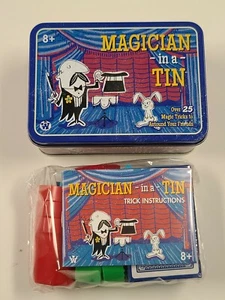 8+
MAGICIAN
- in a -
TIN
Over 25
Magic Tricks to
Astound Your Friends
MAGICIAN - in a - TIN
TRICK INSTRUCTIONS
8+